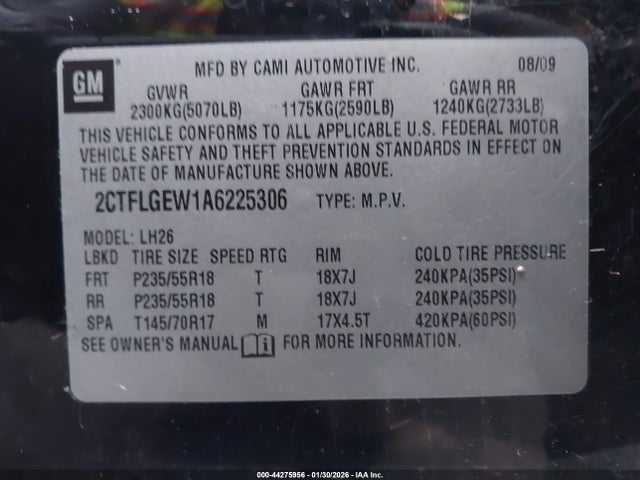 GM
MFD BY CAMI AUTOMOTIVE INC. 08/09
GVWR GAWR FRT GAWR RR
2300KG(5070LB) 1175KG(2590LB) 1240KG(2733LB)
THIS VEHICLE CONFORMS TO ALL APPLICABLE U.S. FEDERAL MOTOR
VEHICLE SAFETY AND THEFT PREVENTION STANDARDS IN EFFECT ON
THE DATE OF MANUFACTURE SHOWN ABOVE.
2CTFLGEW1A6225306 TYPE: M.P.V.
MODEL: LH26
LBKD TIRE SIZE SPEED RTG RIM COLD TIRE PRESSURE
FRT P235/55R18 T 18X7J 240KPA(35PSI)
RR P235/55R18 T 18X7J 240KPA(35PSI)
SPA T145/70R17 M 17X4.5T 420KPA(60PSI)
SEE OWNER'S MANUAL i FOR MORE INFORMATION.
000-44275956 - 01/30/2026 - IAA Inc.